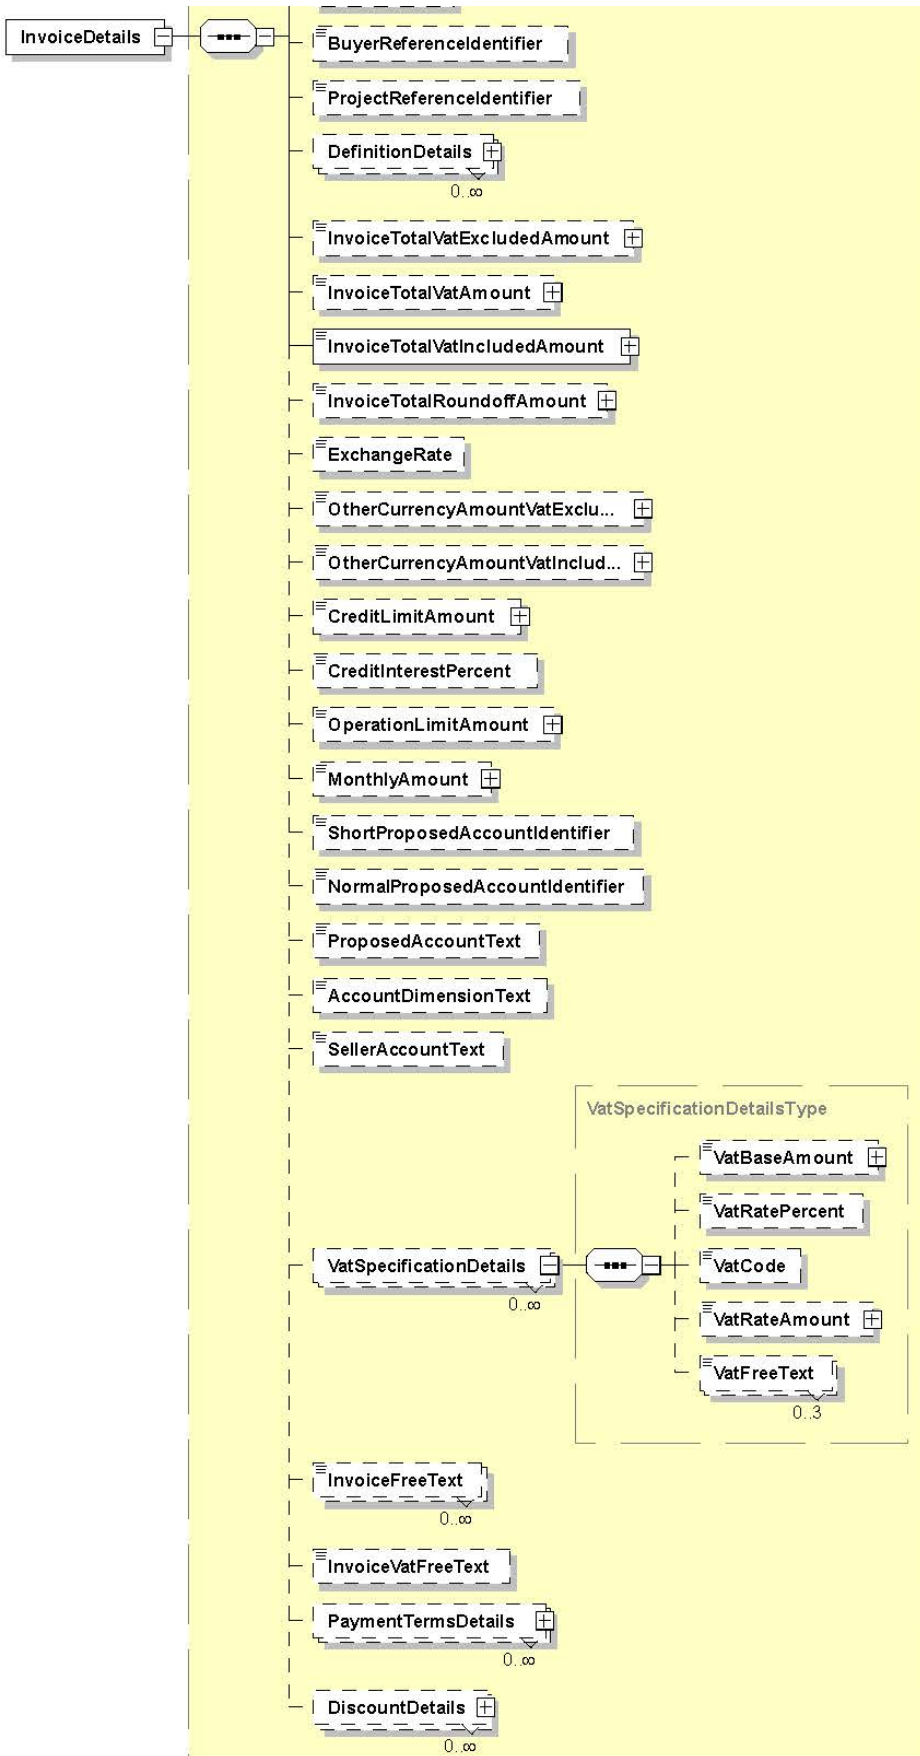 InvoiceDetails
BuyerReferenceIdentifier
ProjectReferenceIdentifier
DefinitionDetails
0..∞
InvoiceTotalVatExcludedAmount
InvoiceTotalVatAmount
InvoiceTotalVatIncludedAmount
InvoiceTotalRoundoffAmount
ExchangeRate
OtherCurrencyAmountVatExclu...
OtherCurrencyAmountVatInclud...
CreditLimitAmount
CreditInterestPercent
OperationLimitAmount
MonthlyAmount
ShortProposedAccountIdentifier
NormalProposedAccountIdentifier
ProposedAccountText
AccountDimensionText
SellerAccountText
VatSpecificationDetailsType
VatBaseAmount
VatRatePercent
VatSpecificationDetails
0..∞
VatCode
VatRateAmount
VatFreeText
0..3
InvoiceFreeText
0..∞
InvoiceVatFreeText
PaymentTermsDetails
0..∞
DiscountDetails
0..∞